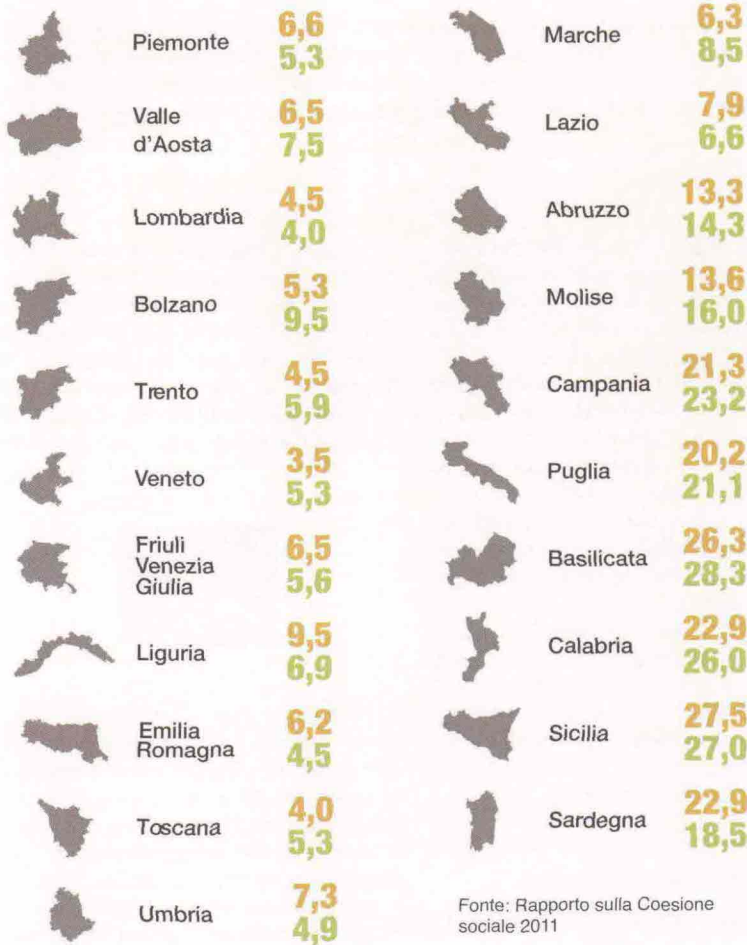 Piemonte
6,6
5,3
Valle
d'Aosta
6,5
7,5
Lombardia
4,5
4,0
Bolzano
5,3
9,5
Trento
4,5
5,9
Veneto
3,5
5,3
Friuli
Venezia
Giulia
6,5
5,6
Liguria
9,5
6,9
Emilia
Romagna
6,2
4,5
Toscana
4,0
5,3
Umbria
7,3
4,9
Marche
6,3
8,5
Lazio
7,9
6,6
Abruzzo
13,3
14,3
Molise
13,6
16,0
Campania
21,3
23,2
Puglia
20,2
21,1
Basilicata
26,3
28,3
Calabria
22,9
26,0
Sicilia
27,5
27,0
Sardegna
22,9
18,5
Fonte: Rapporto sulla Coesione
sociale 2011